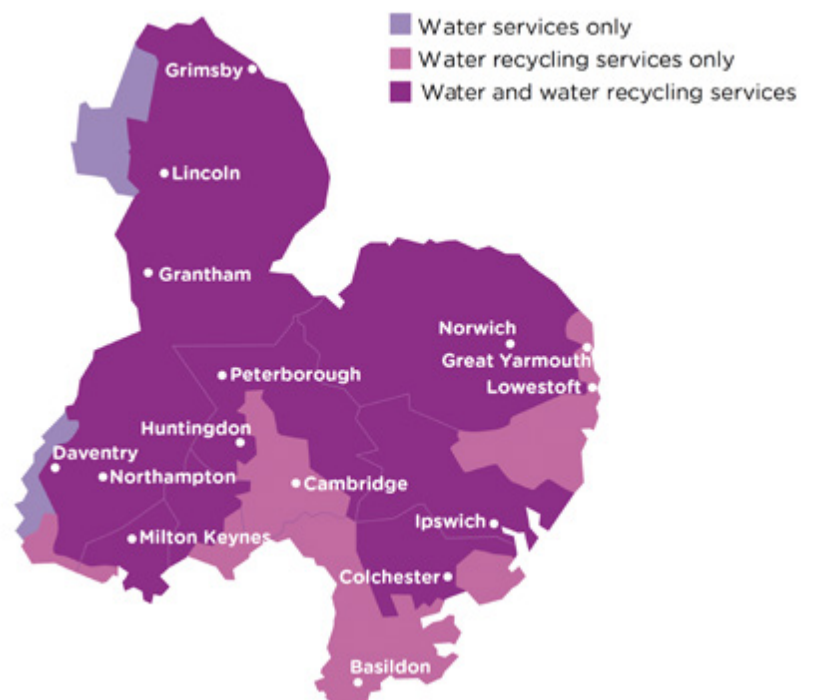 Water services only
Water recycling services only
Water and water recycling services
Grimsby
Lincoln
Grantham
Norwich
Great Yarmouth
Lowestoft
Peterborough
Huntingdon
Daventry
Northampton
Cambridge
Ipswich
Milton Keynes
Colchester
Basildon